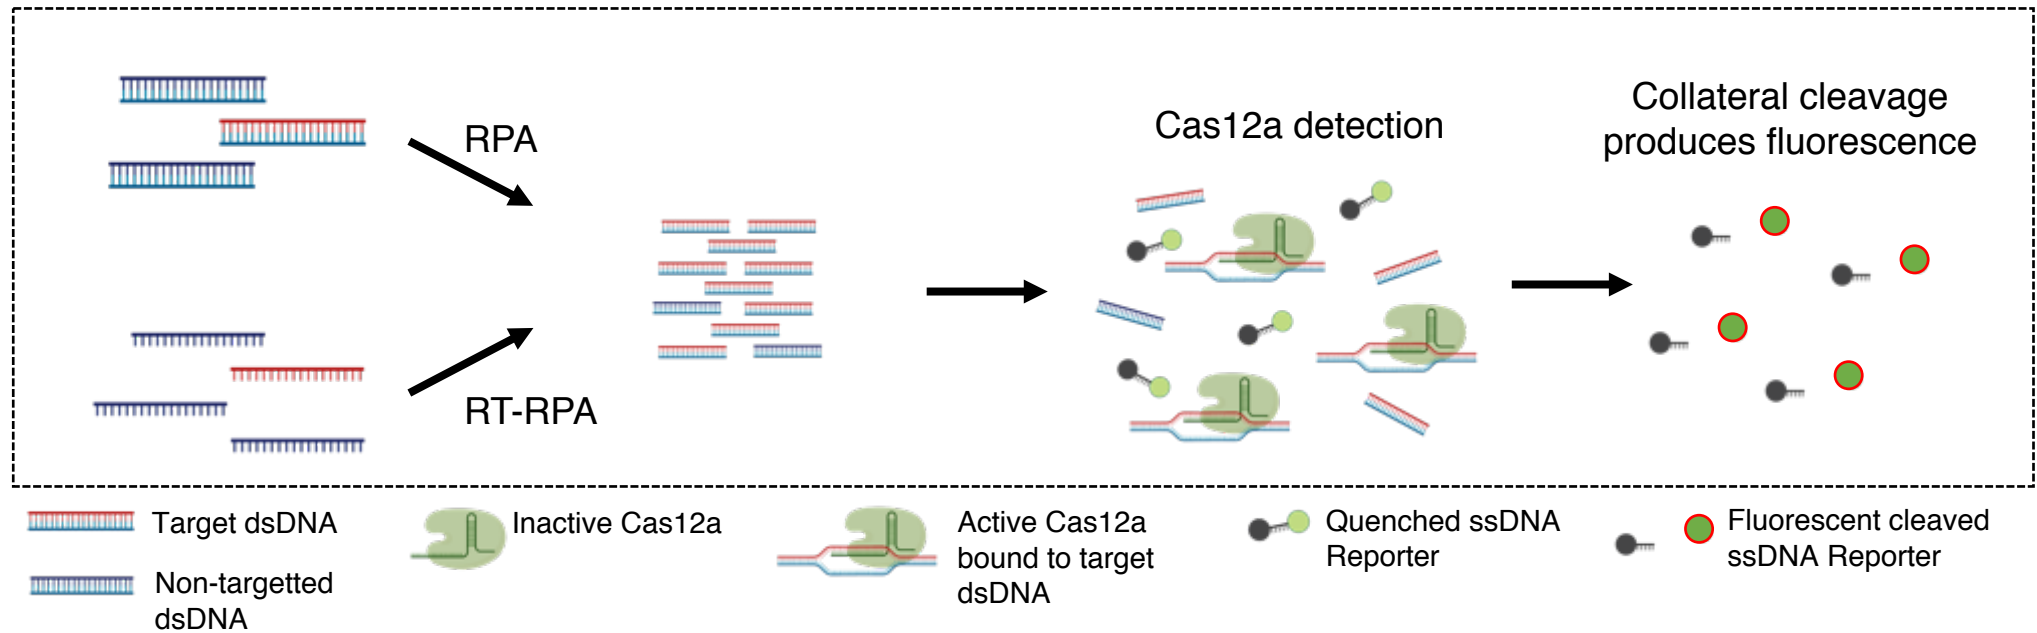 RPA
RT-RPA
Cas12a detection
Collateral cleavage
produces fluorescence
Target dsDNA
Non-targetted
dsDNA
Inactive Cas12a
Active Cas12a
bound to target
dsDNA
Quenched ssDNA
Reporter
Fluorescent cleaved
ssDNA Reporter